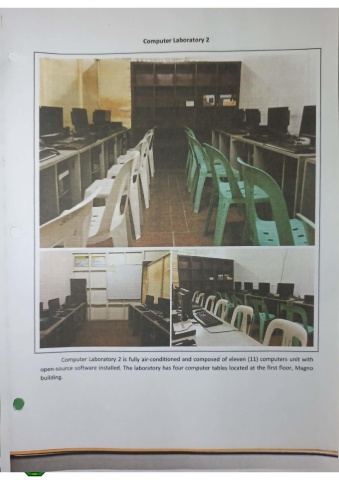 Computer Laboratory 2
Computer Laboratory 2 is fully air-conditioned and composed of eleven (11) computers unit with
open-source software installed. The laboratory has four computer tables located at the first floor, Magno
building.